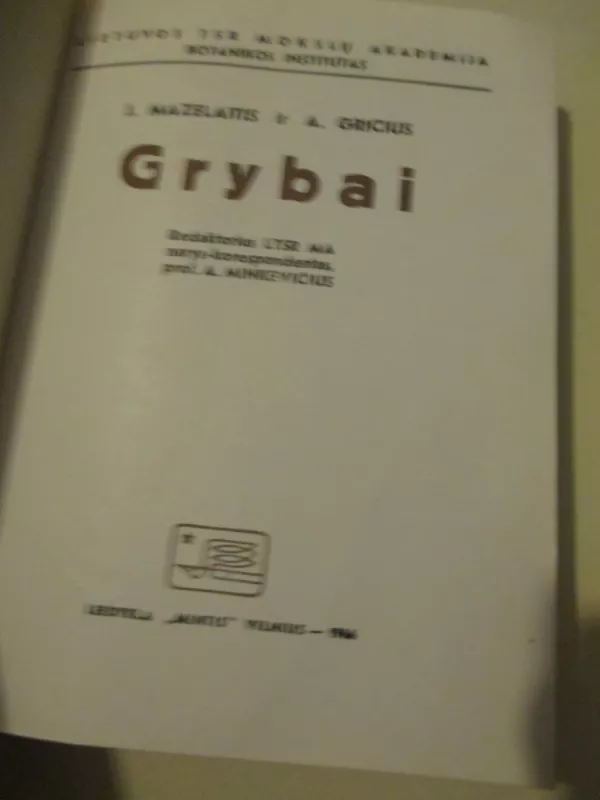 LIETUVOS TSR MOKSLŲ AKADEMIJA
BOTANIKOS INSTITUTAS
J. MAZELAITIS ir A. GRICIUS
Grybai
Redaktorius LTSR MA
narys-korespondentas,
prof. A. MINKEVIČIUS
LEIDYKLA „MINTIS“ VILNIUS —